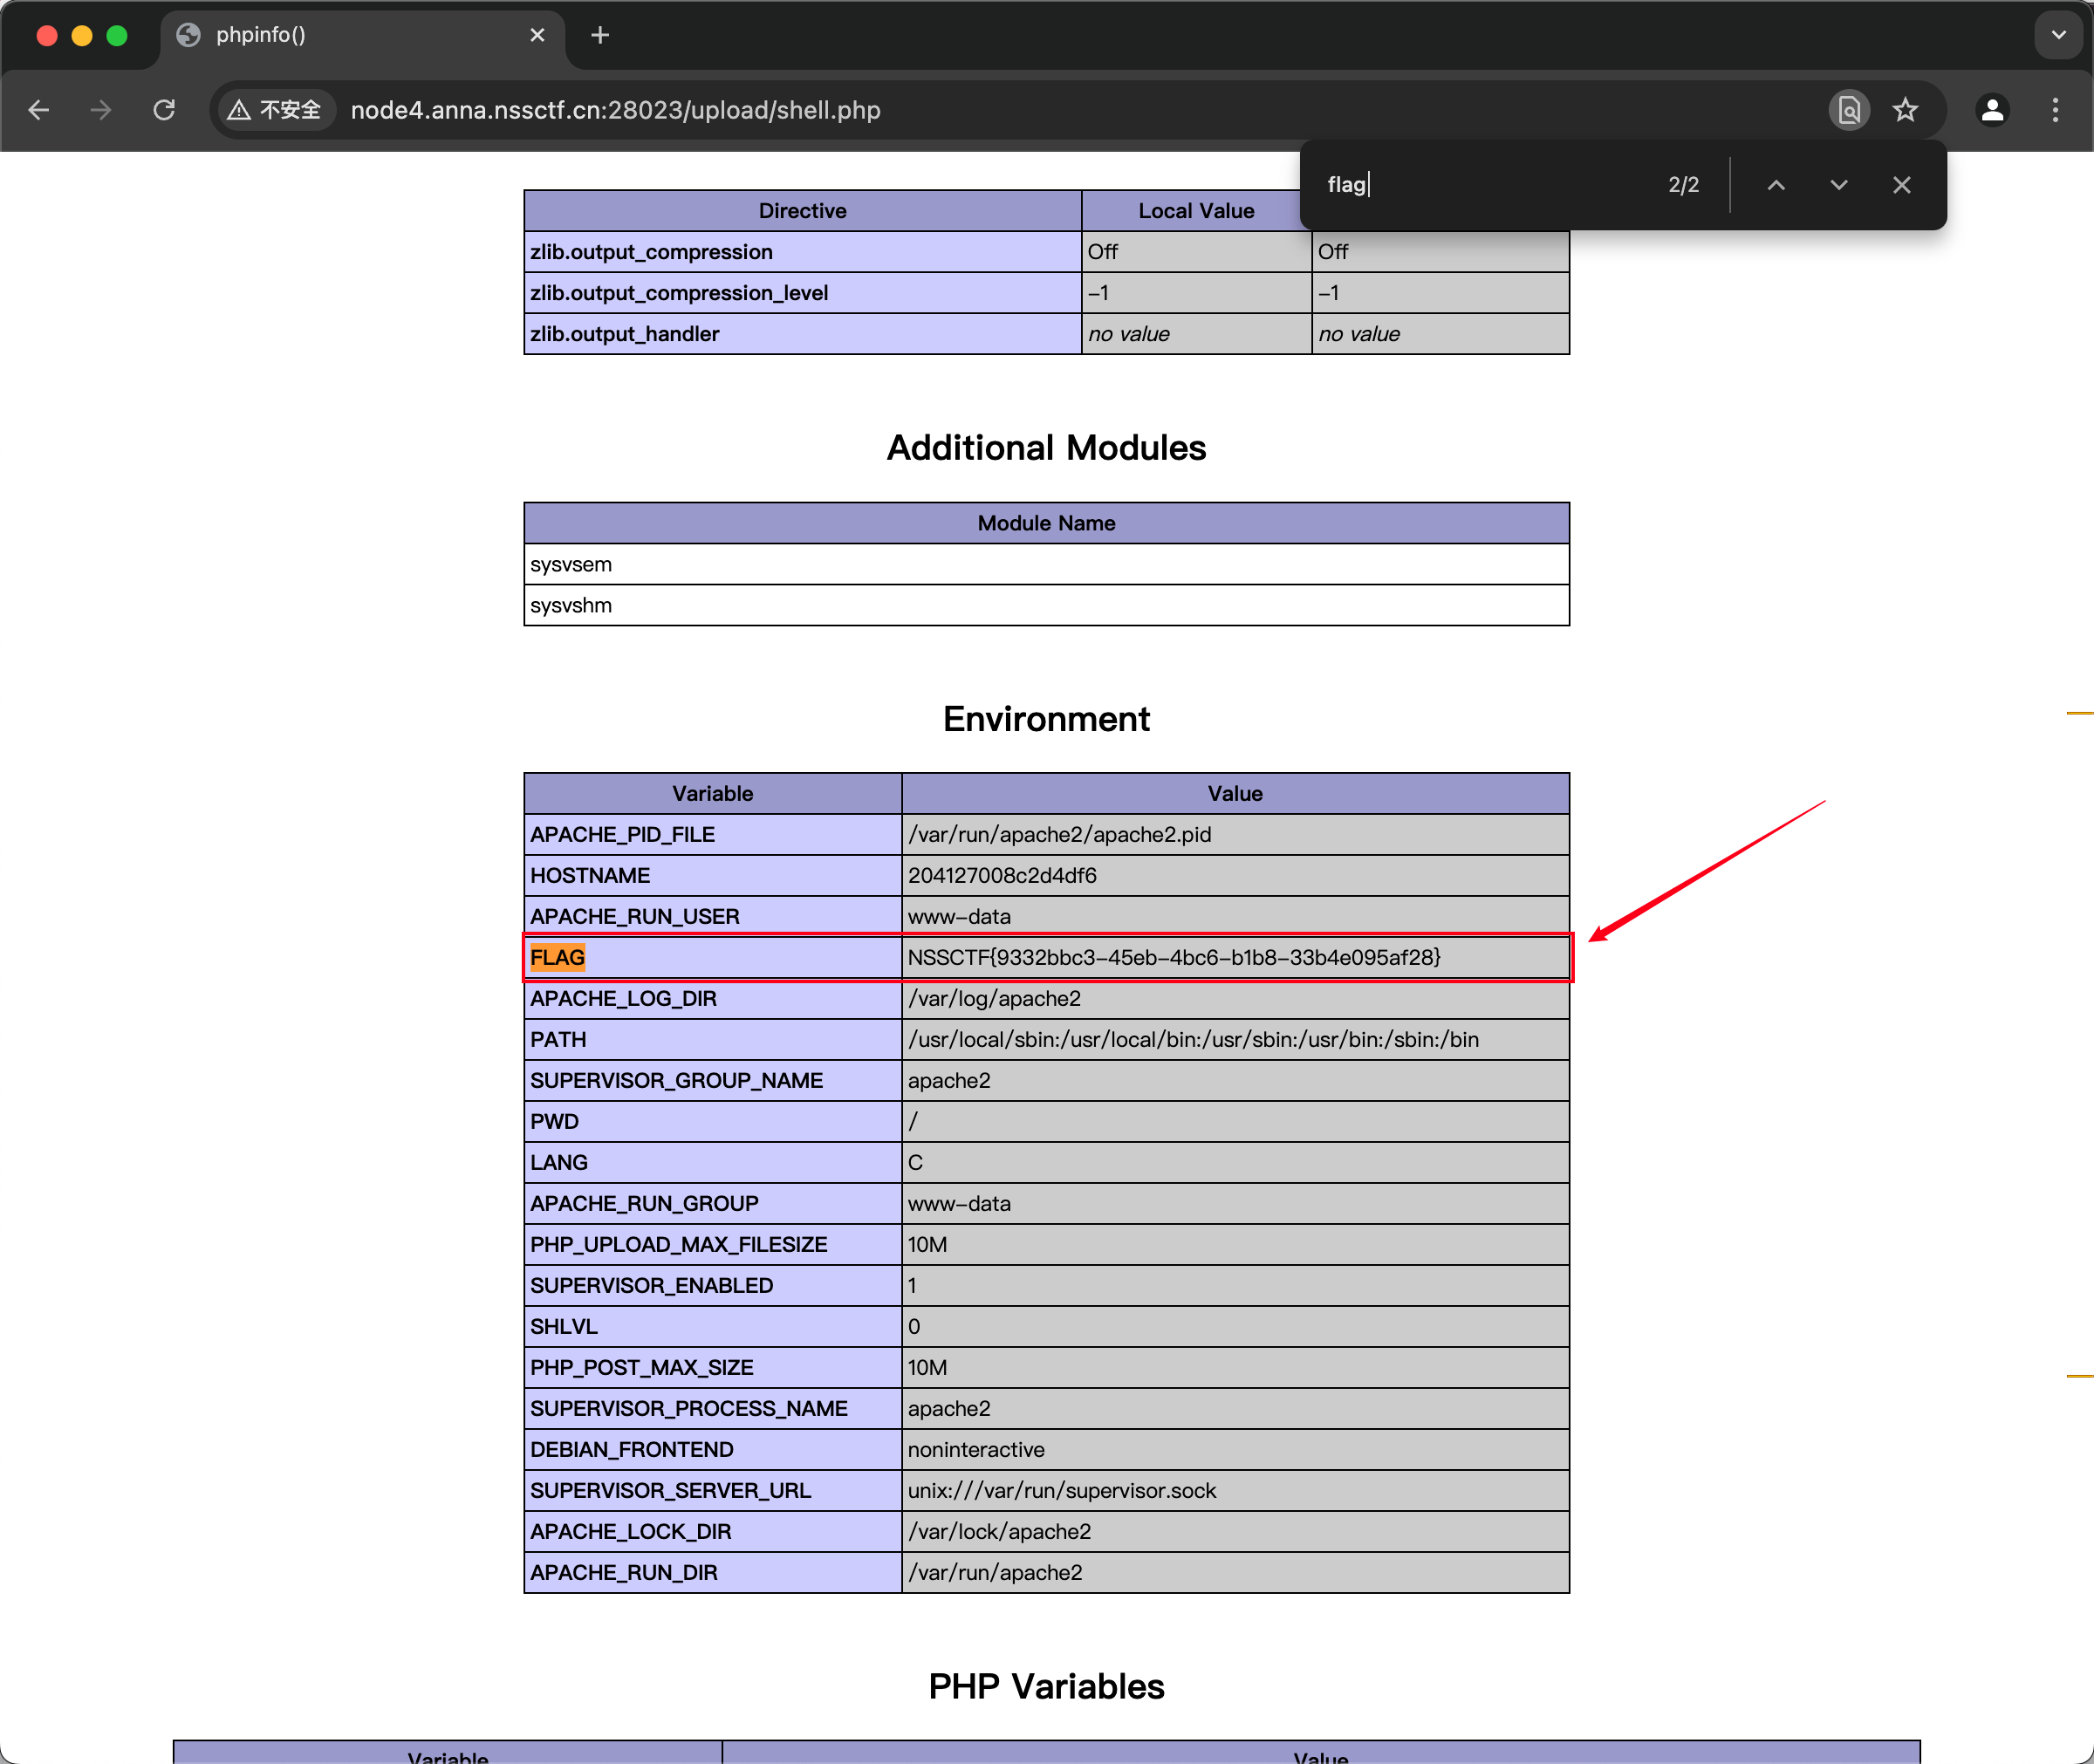 phpinfo()
不安全 node4.anna.nssctf.cn:28023/upload/shell.php
flag 2/2
Directive Local Value
zlib.output_compression Off Off
zlib.output_compression_level -1 -1
zlib.output_handler no value no value
Additional Modules
Module Name
sysvsem
sysvshm
Environment
Variable Value
APACHE_PID_FILE /var/run/apache2/apache2.pid
HOSTNAME 204127008c2d4df6
APACHE_RUN_USER www-data
FLAG NSSCTF{9332bbc3-45eb-4bc6-b1b8-33b4e095af28}
APACHE_LOG_DIR /var/log/apache2
PATH /usr/local/sbin:/usr/local/bin:/usr/sbin:/usr/bin:/sbin:/bin
SUPERVISOR_GROUP_NAME apache2
PWD /
LANG C
APACHE_RUN_GROUP www-data
PHP_UPLOAD_MAX_FILESIZE 10M
SUPERVISOR_ENABLED 1
SHLVL 0
PHP_POST_MAX_SIZE 10M
SUPERVISOR_PROCESS_NAME apache2
DEBIAN_FRONTEND noninteractive
SUPERVISOR_SERVER_URL unix:///var/run/supervisor.sock
APACHE_LOCK_DIR /var/lock/apache2
APACHE_RUN_DIR /var/run/apache2
PHP Variables
Variable Value